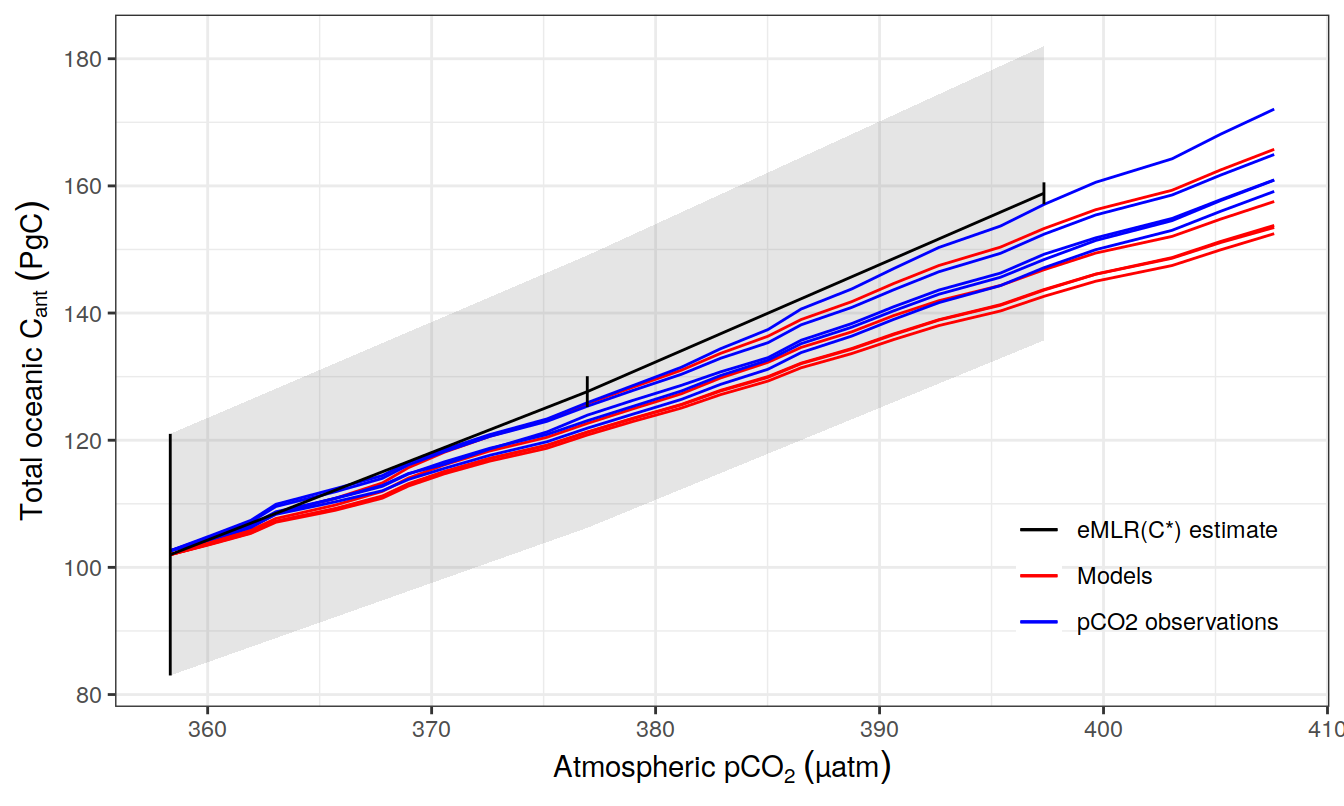 Total oceanic Cant (PgC)
180
160
140
120
100
80
eMLR(C*) estimate
Models
pCO2 observations
360 370 380 390 400 410
Atmospheric pCO2 (µatm)